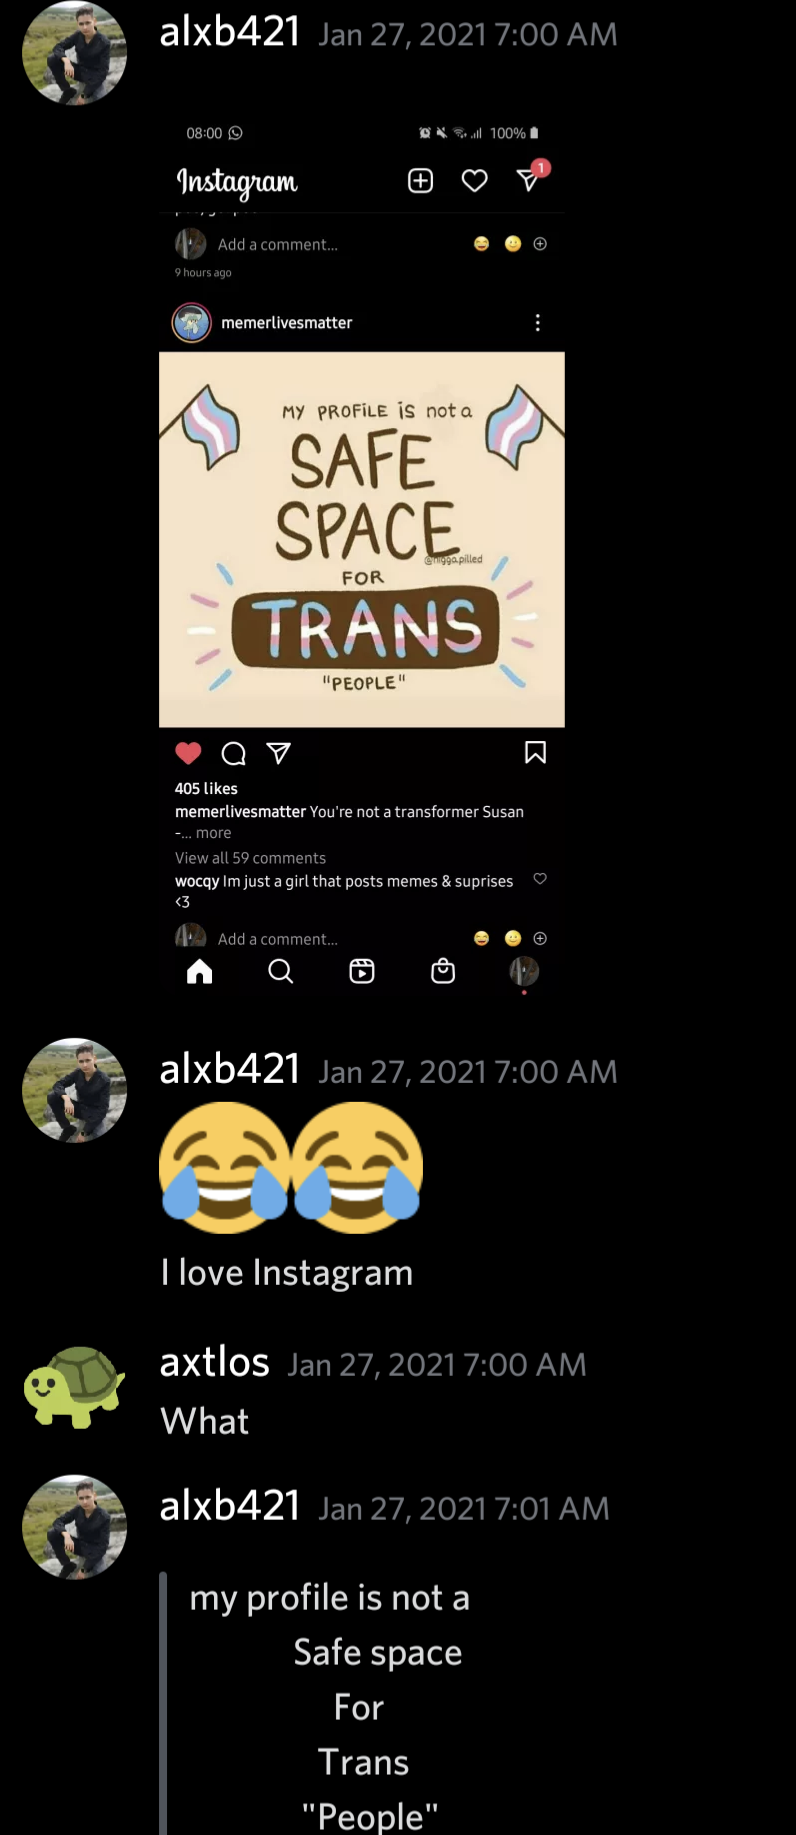 alxb421 Jan 27, 2021 7:00 AM
08:00 100%
Instagram 1
Add a comment...
9 hours ago
memerlivesmatter
MY PROFiLE iS not a
SAFE
SPACE
@nigga.pilled
FOR
TRANS
"PEOPLE"
405 likes
memerlivesmatter You're not a transformer Susan
-... more
View all 59 comments
wocqy Im just a girl that posts memes & suprises
<3
Add a comment...
alxb421 Jan 27, 2021 7:00 AM
😂😂
I love Instagram
axtlos Jan 27, 2021 7:00 AM
What
alxb421 Jan 27, 2021 7:01 AM
my profile is not a
Safe space
For
Trans
"People"